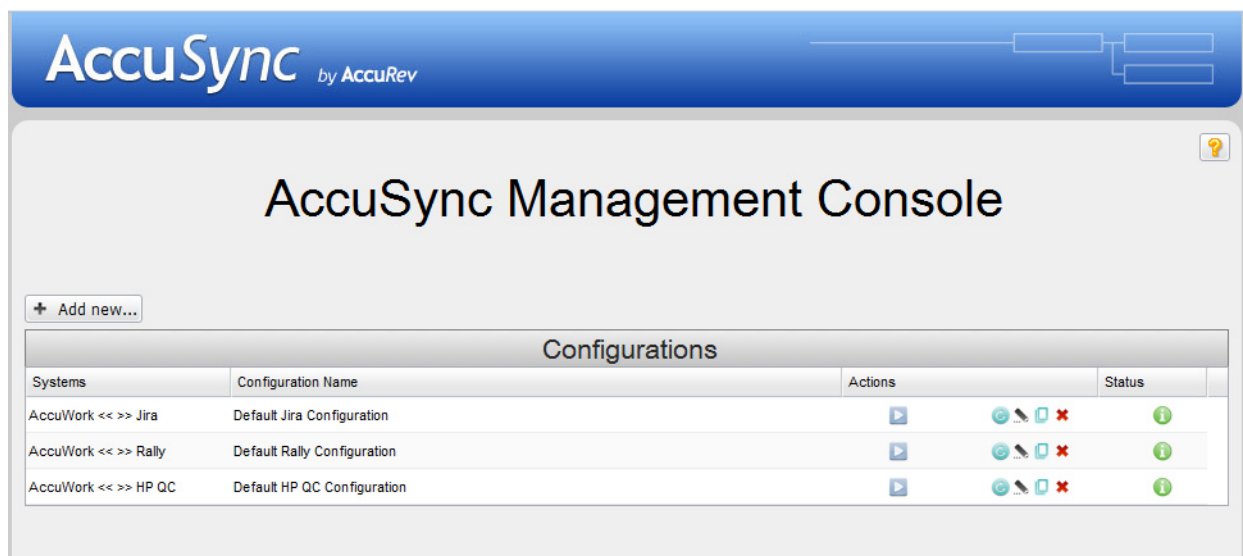 AccuSync by AccuRev
?
AccuSync Management Console
+ Add new...
Configurations
Systems Configuration Name Actions Status
AccuWork << >> Jira Default Jira Configuration
AccuWork << >> Rally Default Rally Configuration
AccuWork << >> HP QC Default HP QC Configuration